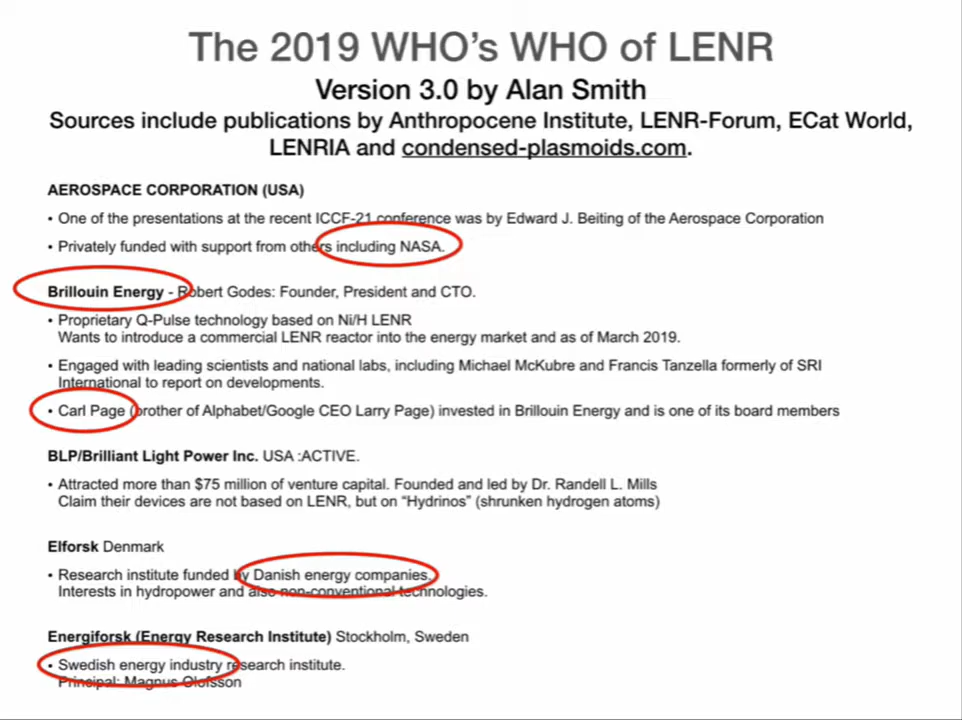 The 2019 WHO's WHO of LENR
Version 3.0 by Alan Smith
Sources include publications by Anthropocene Institute, LENR-Forum, ECat World,
LENRIA and condensed-plasmoids.com.
AEROSPACE CORPORATION (USA)
• One of the presentations at the recent ICCF-21 conference was by Edward J. Beiting of the Aerospace Corporation
• Privately funded with support from others including NASA.
Brillouin Energy - Robert Godes: Founder, President and CTO.
• Proprietary Q-Pulse technology based on Ni/H LENR
Wants to introduce a commercial LENR reactor into the energy market and as of March 2019.
• Engaged with leading scientists and national labs, including Michael McKubre and Francis Tanzella formerly of SRI
International to report on developments.
• Carl Page (brother of Alphabet/Google CEO Larry Page) invested in Brillouin Energy and is one of its board members
BLP/Brilliant Light Power Inc. USA :ACTIVE.
• Attracted more than $75 million of venture capital. Founded and led by Dr. Randell L. Mills
Claim their devices are not based on LENR, but on “Hydrinos” (shrunken hydrogen atoms)
Elforsk Denmark
• Research institute funded by Danish energy companies.
Interests in hydropower and also non-conventional technologies.
Energiforsk (Energy Research Institute) Stockholm, Sweden
• Swedish energy industry research institute.
Principal: Magnus Olofsson